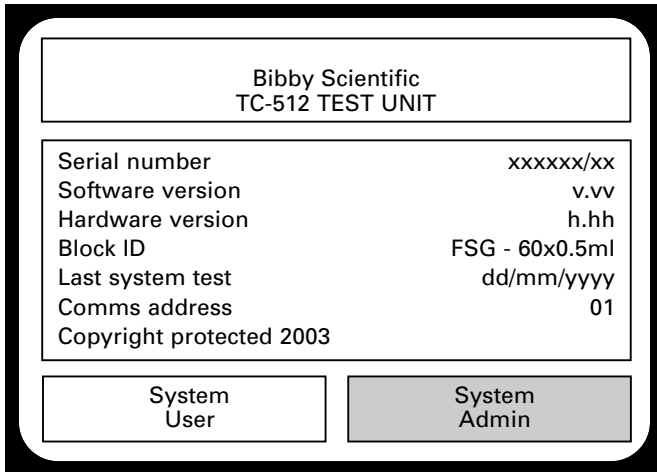 Bibby Scientific
TC-512 TEST UNIT
Serial number xxxxxx/xx
Software version v.vv
Hardware version h.hh
Block ID FSG - 60x0.5ml
Last system test dd/mm/yyyy
Comms address 01
Copyright protected 2003
System User
System Admin